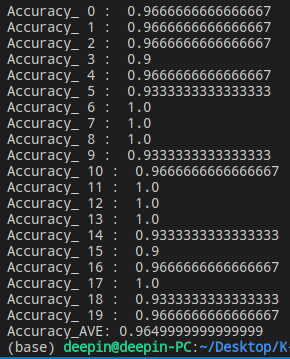 Accuracy_ 0 :  0.9666666666666667
Accuracy_ 1 :  0.9666666666666667
Accuracy_ 2 :  0.9666666666666667
Accuracy_ 3 :  0.9
Accuracy_ 4 :  0.9666666666666667
Accuracy_ 5 :  0.9333333333333333
Accuracy_ 6 :  1.0
Accuracy_ 7 :  1.0
Accuracy_ 8 :  1.0
Accuracy_ 9 :  0.9333333333333333
Accuracy_ 10 :  0.9666666666666667
Accuracy_ 11 :  1.0
Accuracy_ 12 :  1.0
Accuracy_ 13 :  1.0
Accuracy_ 14 :  0.9333333333333333
Accuracy_ 15 :  0.9
Accuracy_ 16 :  0.9666666666666667
Accuracy_ 17 :  1.0
Accuracy_ 18 :  0.9333333333333333
Accuracy_ 19 :  0.9666666666666667
Accuracy_AVE: 0.9649999999999999
(base) deepin@deepin-PC:~/Desktop/K-